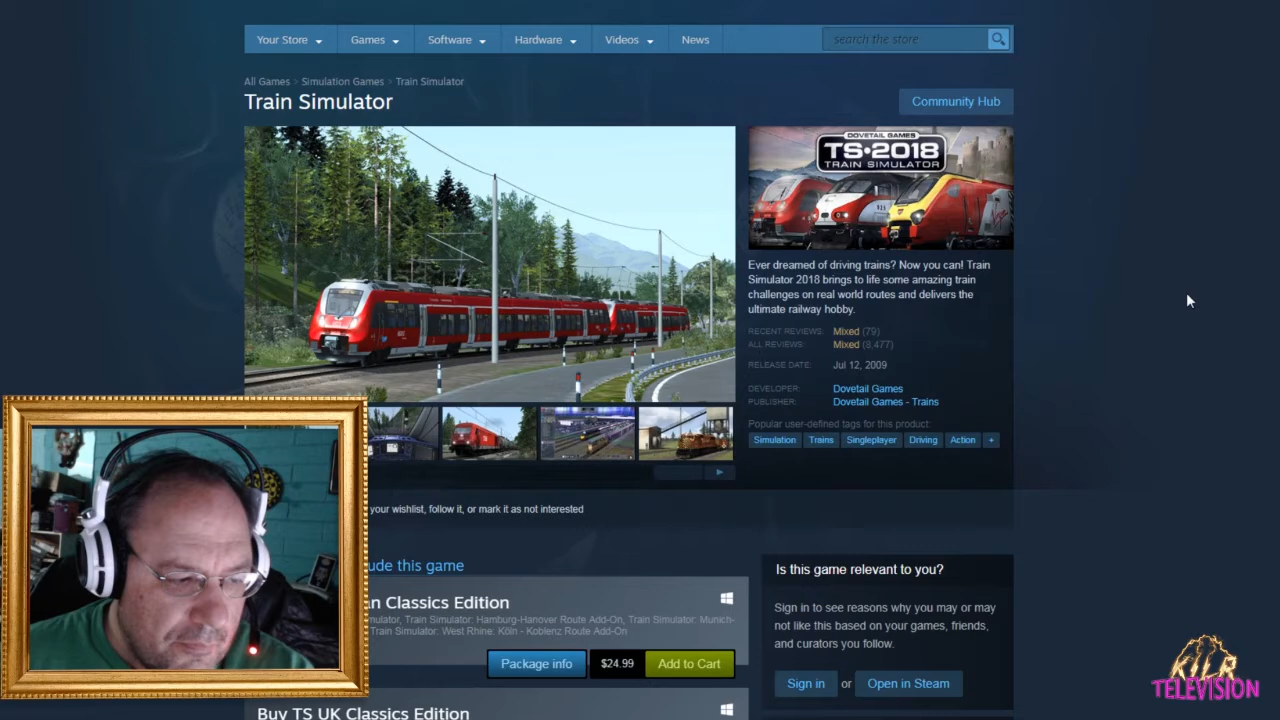 Your Store
Games
Software
Hardware
Videos
News
search the store
All Games > Simulation Games > Train Simulator
Train Simulator
Community Hub
DOVETAIL GAMES
TS·2018
TRAIN SIMULATOR
Ever dreamed of driving trains? Now you can! Train
Simulator 2018 brings to life some amazing train
challenges on real world routes and delivers the
ultimate railway hobby.
RECENT REVIEWS: Mixed (79)
ALL REVIEWS: Mixed (8,477)
RELEASE DATE: Jul 12, 2009
DEVELOPER: Dovetail Games
PUBLISHER: Dovetail Games - Trains
Popular user-defined tags for this product:
Simulation Trains Singleplayer Driving Action +
your wishlist, follow it, or mark it as not interested
ude this game
n Classics Edition
mulator, Train Simulator: Hamburg-Hanover Route Add-On, Train Simulator: Munich-
Train Simulator: West Rhine: Köln - Koblenz Route Add-On
Package info
$24.99
Add to Cart
Buy TS UK Classics Edition
Is this game relevant to you?
Sign in to see reasons why you may or may
not like this based on your games, friends,
and curators you follow.
Sign in or Open in Steam
KILR
TELEVISION